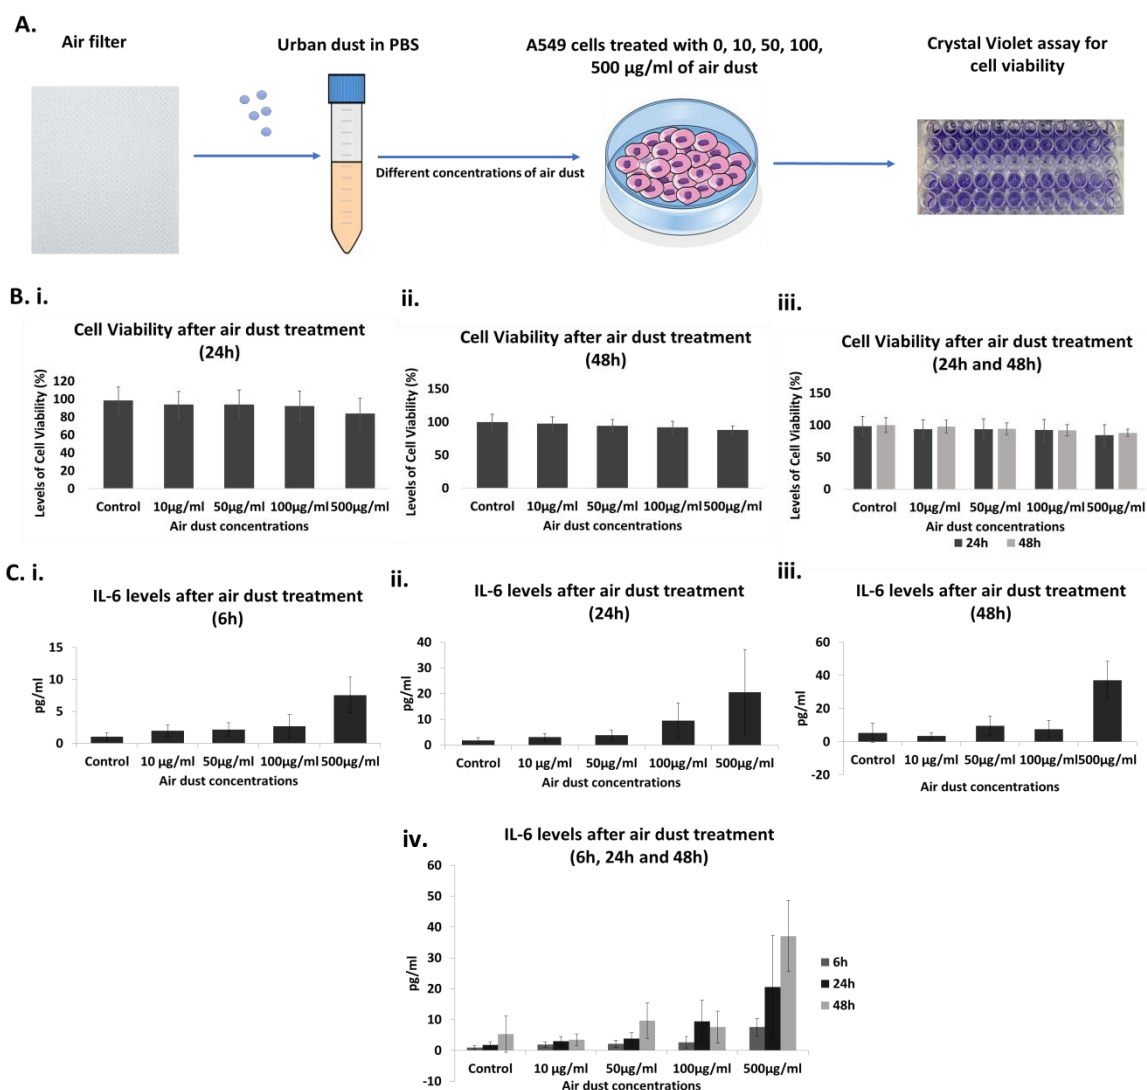 A.
Air filter
Urban dust in PBS
A549 cells treated with 0, 10, 50, 100,
500 µg/ml of air dust
Crystal Violet assay for
cell viability
Different concentrations of air dust
B. i.
Cell Viability after air dust treatment
(24h)
Levels of Cell Viability (%)
120
100
80
60
40
20
0
Control 10µg/ml 50µg/ml 100µg/ml 500µg/ml
Air dust concentrations
ii.
Cell Viability after air dust treatment
(48h)
Levels of Cell Viability (%)
150
100
50
0
Control 10µg/ml 50µg/ml 100µg/ml 500µg/ml
Air dust concentrations
iii.
Cell Viability after air dust treatment
(24h and 48h)
Levels of Cell Viability (%)
150
100
50
0
Control 10µg/ml 50µg/ml 100µg/ml 500µg/ml
Air dust concentrations
24h 48h
C. i.
IL-6 levels after air dust treatment
(6h)
pg/ml
15
10
5
0
Control 10 µg/ml 50µg/ml 100µg/ml 500µg/ml
Air dust concentrations
ii.
IL-6 levels after air dust treatment
(24h)
pg/ml
40
30
20
10
0
Control 10 µg/ml 50µg/ml 100µg/ml 500µg/ml
Air dust concentrations
iii.
IL-6 levels after air dust treatment
(48h)
pg/ml
60
40
20
0
-20
Control 10 µg/ml 50µg/ml 100µg/ml 500µg/ml
Air dust concentrations
iv.
IL-6 levels after air dust treatment
(6h, 24h and 48h)
pg/ml
60
50
40
30
20
10
0
-10
Control 10 µg/ml 50µg/ml 100µg/ml 500µg/ml
Air dust concentrations
6h
24h
48h